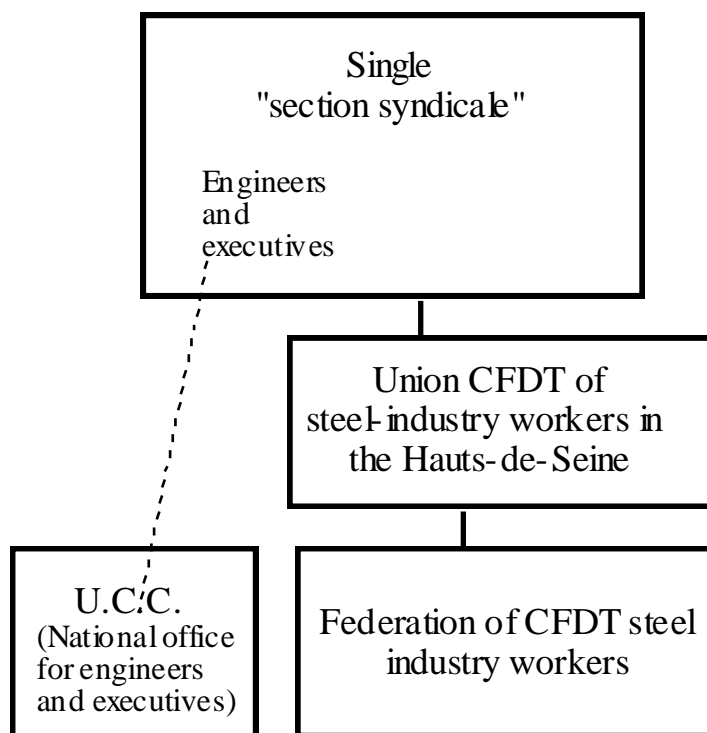 Single
"section syndicale"
Engineers
and
executives
Union CFDT of
steel-industry workers in
the Hauts-de-Seine
U.C.C.
(National office
for engineers
and executives)
Federation of CFDT steel
industry workers